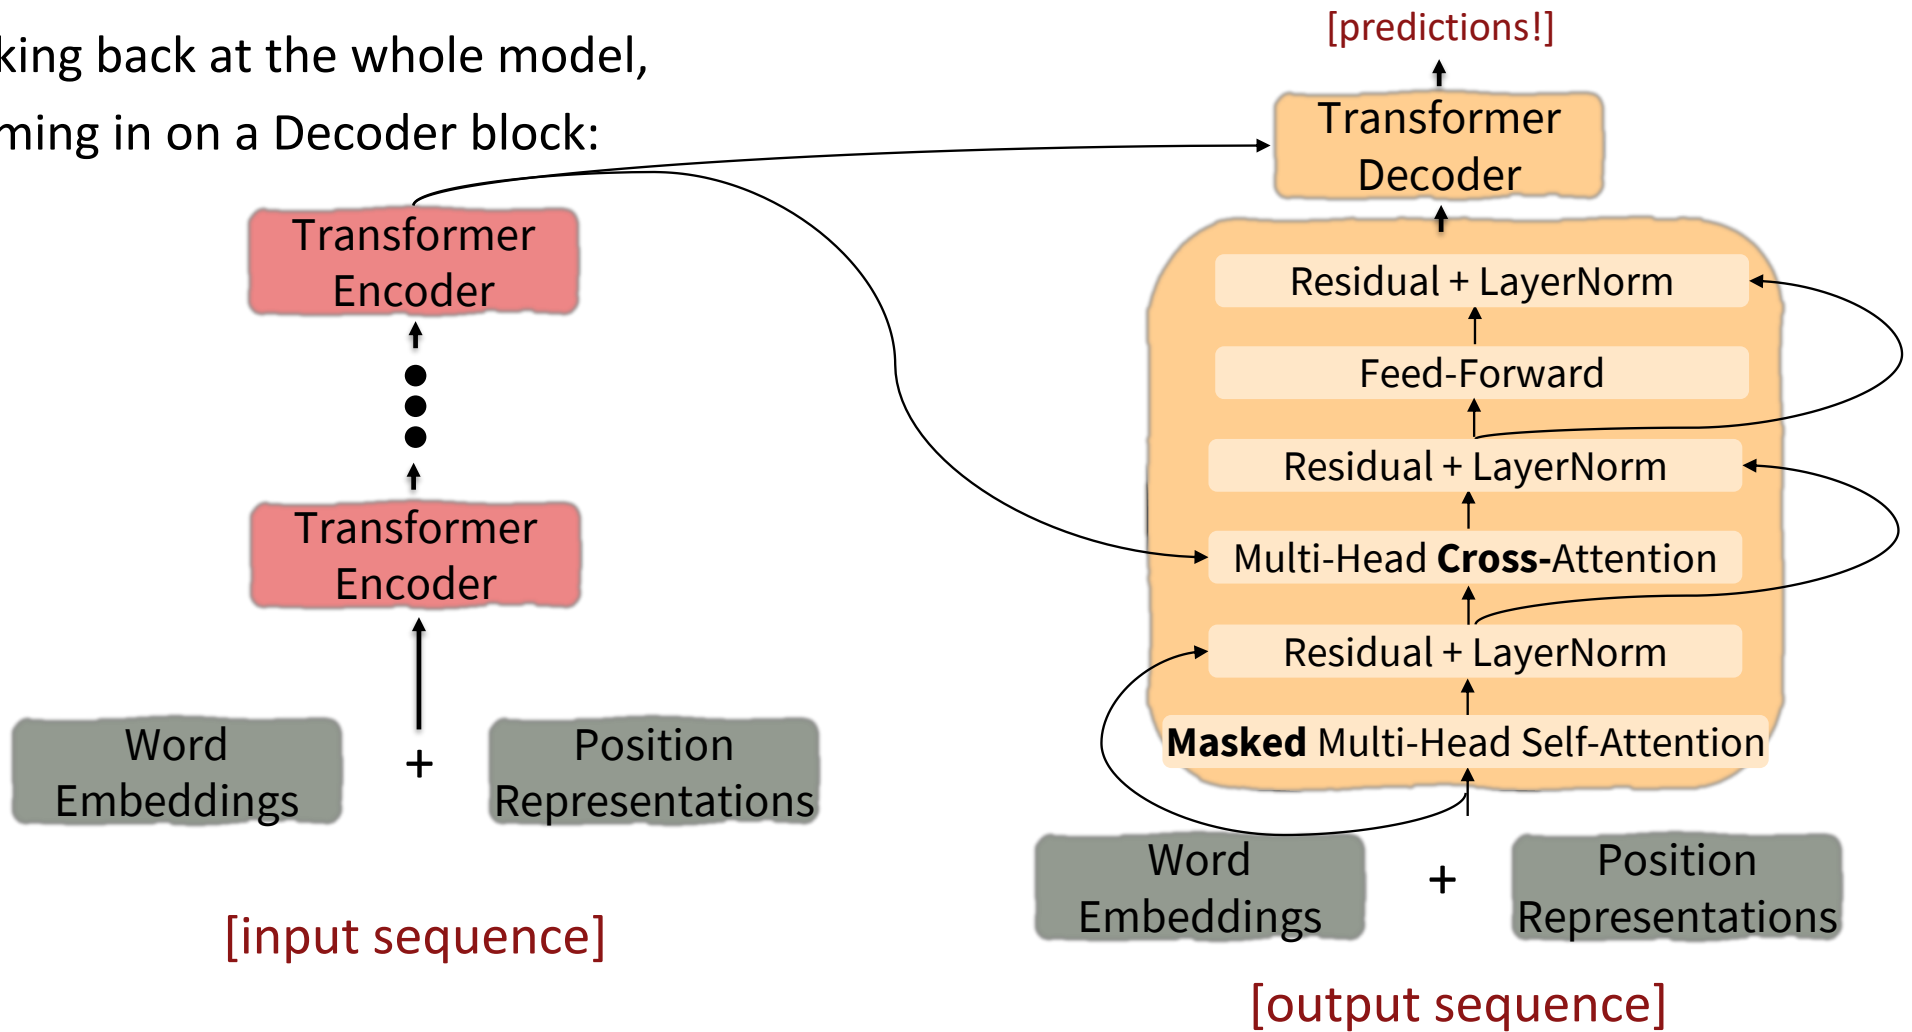 king back at the whole model,
ming in on a Decoder block:
Transformer
Encoder
Transformer
Encoder
Word
Embeddings
+
Position
Representations
[input sequence]
[predictions!]
Transformer
Decoder
Residual + LayerNorm
Feed-Forward
Residual + LayerNorm
Multi-Head Cross-Attention
Residual + LayerNorm
Masked Multi-Head Self-Attention
Word
Embeddings
+
Position
Representations
[output sequence]